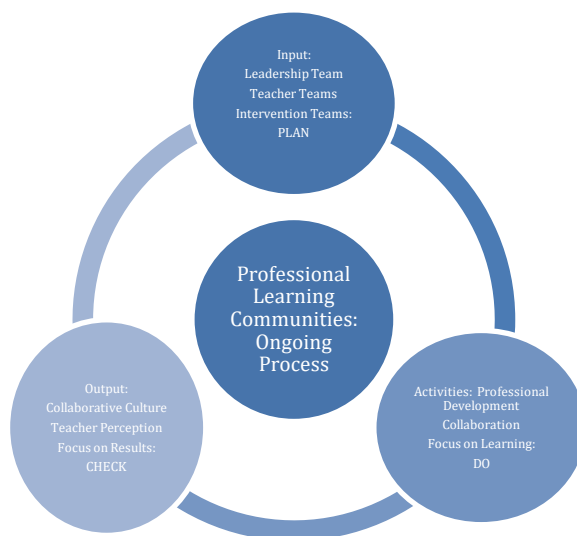 Input:
Leadership Team
Teacher Teams
Intervention Teams:
PLAN
Professional
Learning
Communities:
Ongoing
Process
Output:
Collaborative Culture
Teacher Perception
Focus on Results:
CHECK
Activities: Professional
Development
Collaboration
Focus on Learning:
DO